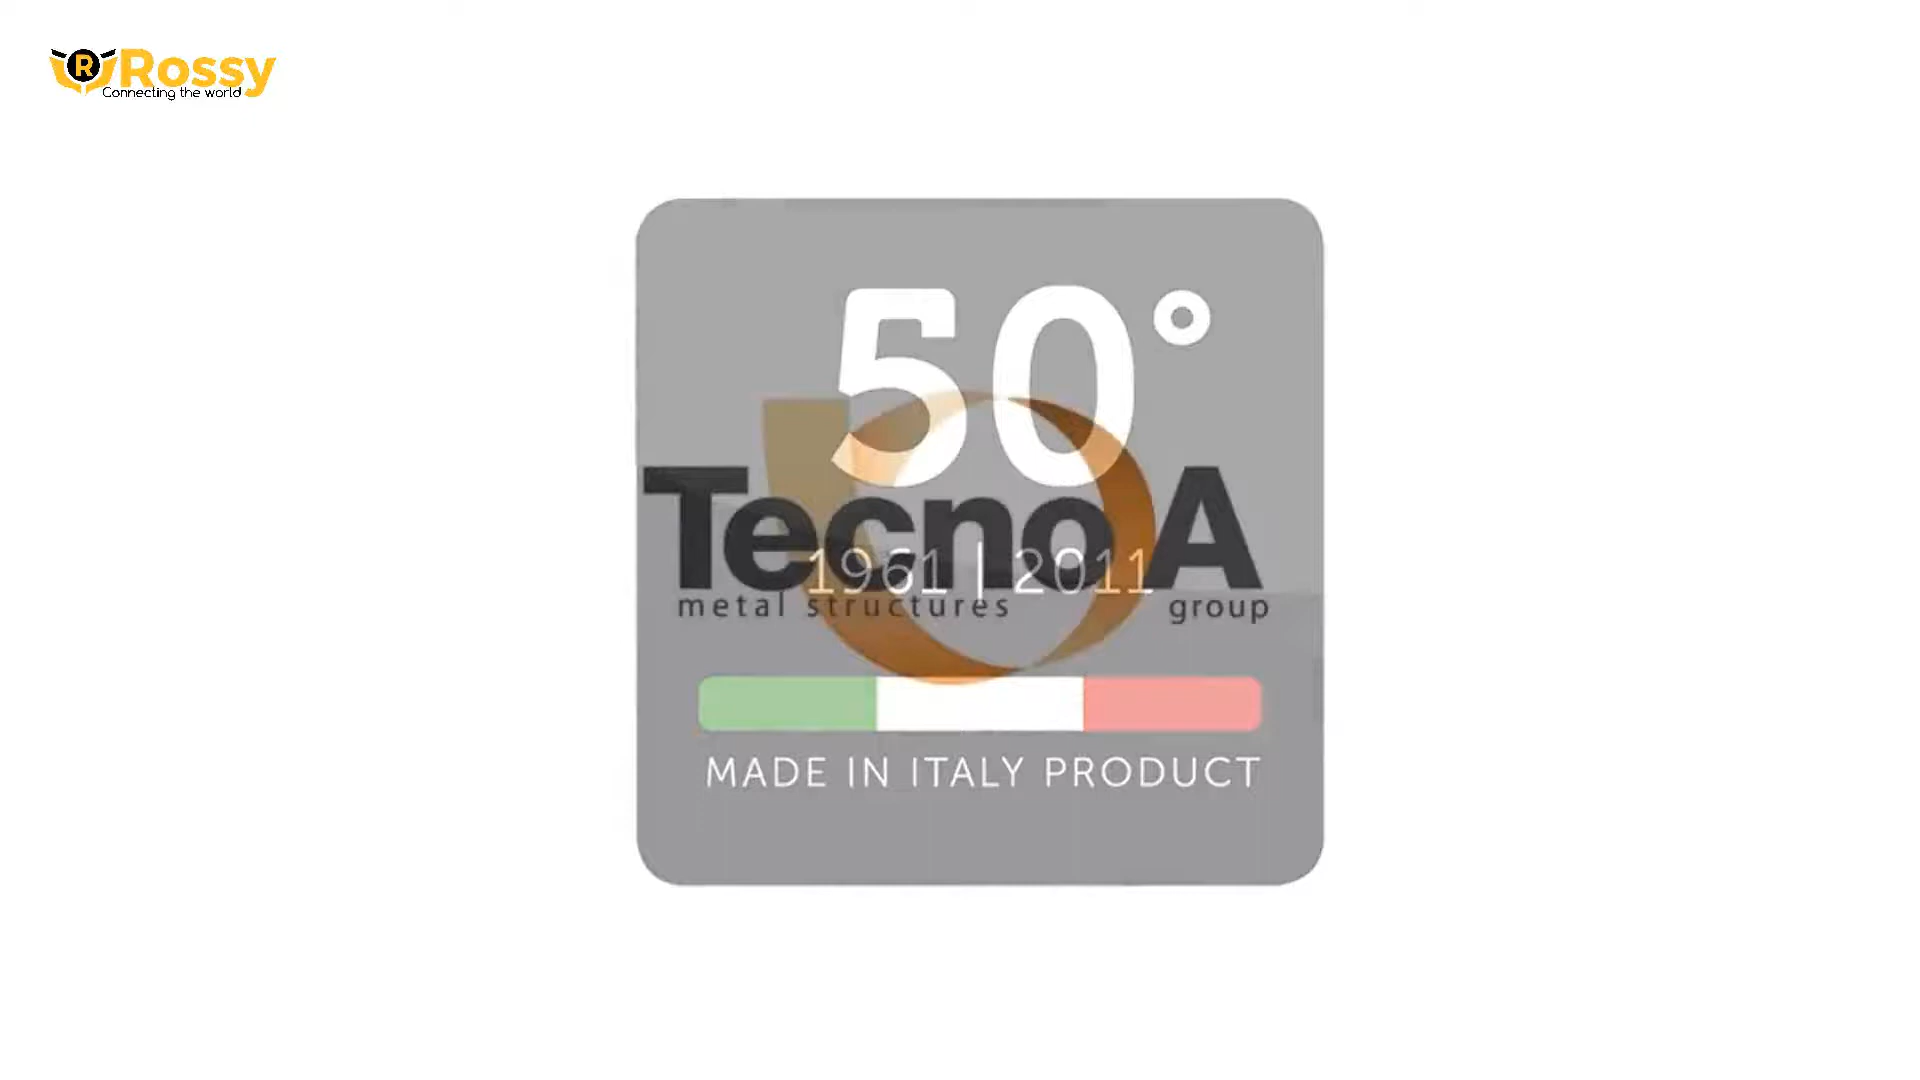 R Rossy
Connecting the world
50°
TecnoA
1961 | 2011
metal structures group
MADE IN ITALY PRODUCT